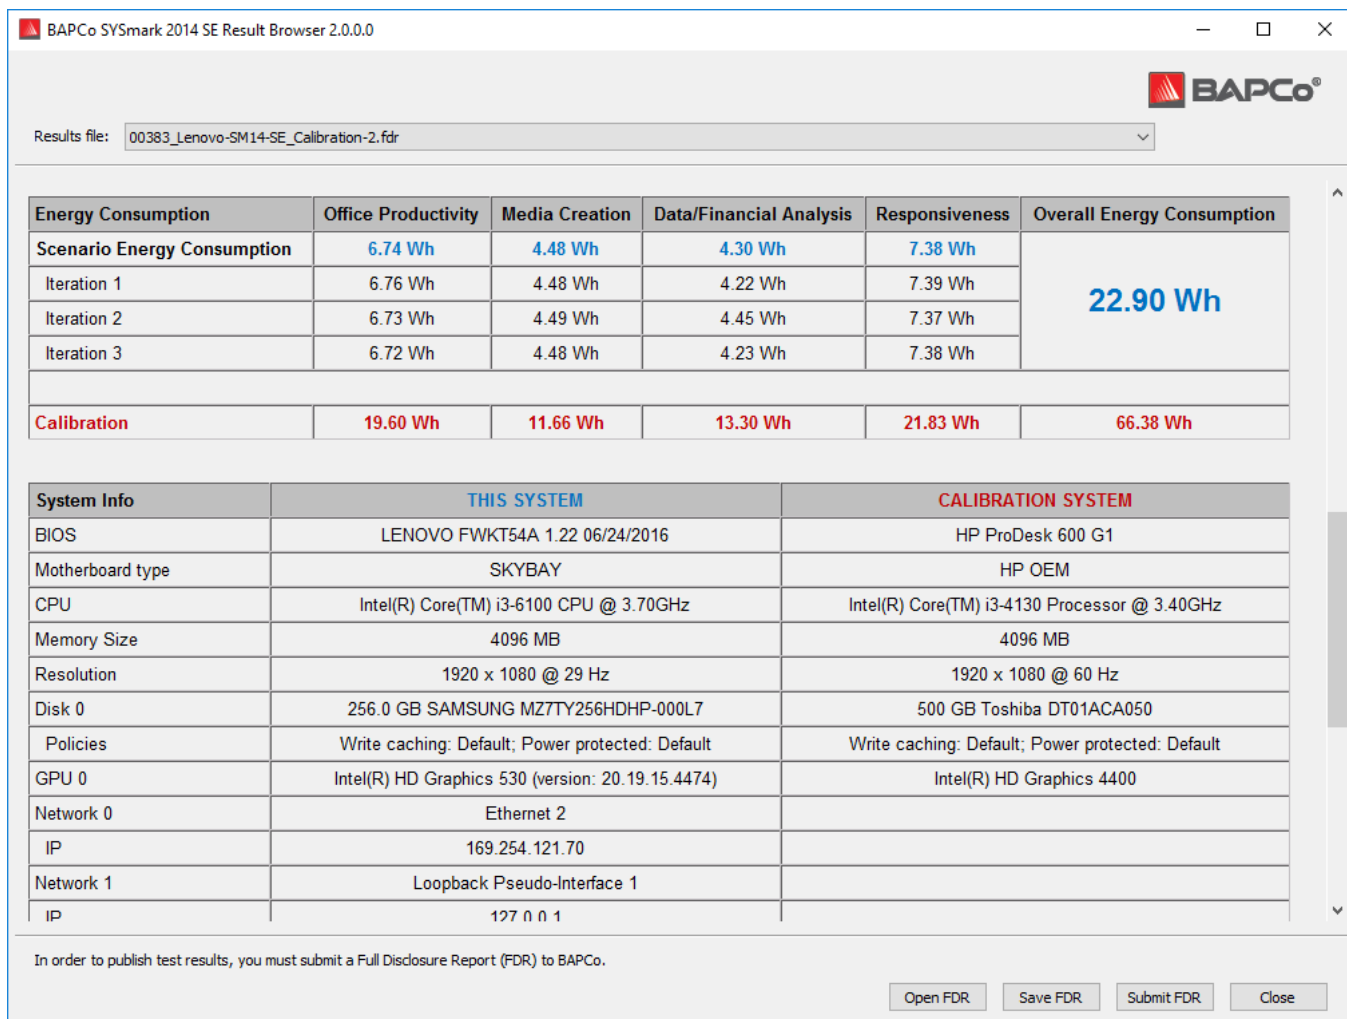 BAPCo SYSmark 2014 SE Result Browser 2.0.0.0
BAPCo®
Results file: 00383_Lenovo-SM14-SE_Calibration-2.fdr
Energy Consumption Office Productivity Media Creation Data/Financial Analysis Responsiveness Overall Energy Consumption
Scenario Energy Consumption 6.74 Wh 4.48 Wh 4.30 Wh 7.38 Wh
Iteration 1 6.76 Wh 4.48 Wh 4.22 Wh 7.39 Wh
22.90 Wh
Iteration 2 6.73 Wh 4.49 Wh 4.45 Wh 7.37 Wh
Iteration 3 6.72 Wh 4.48 Wh 4.23 Wh 7.38 Wh
Calibration 19.60 Wh 11.66 Wh 13.30 Wh 21.83 Wh 66.38 Wh
System Info THIS SYSTEM CALIBRATION SYSTEM
BIOS LENOVO FWKT54A 1.22 06/24/2016 HP ProDesk 600 G1
Motherboard type SKYBAY HP OEM
CPU Intel(R) Core(TM) i3-6100 CPU @ 3.70GHz Intel(R) Core(TM) i3-4130 Processor @ 3.40GHz
Memory Size 4096 MB 4096 MB
Resolution 1920 x 1080 @ 29 Hz 1920 x 1080 @ 60 Hz
Disk 0 256.0 GB SAMSUNG MZ7TY256HDHP-000L7 500 GB Toshiba DT01ACA050
Policies Write caching: Default; Power protected: Default Write caching: Default; Power protected: Default
GPU 0 Intel(R) HD Graphics 530 (version: 20.19.15.4474) Intel(R) HD Graphics 4400
Network 0 Ethernet 2
IP 169.254.121.70
Network 1 Loopback Pseudo-Interface 1
IP 127.0.0.1
In order to publish test results, you must submit a Full Disclosure Report (FDR) to BAPCo.
Open FDR Save FDR Submit FDR Close